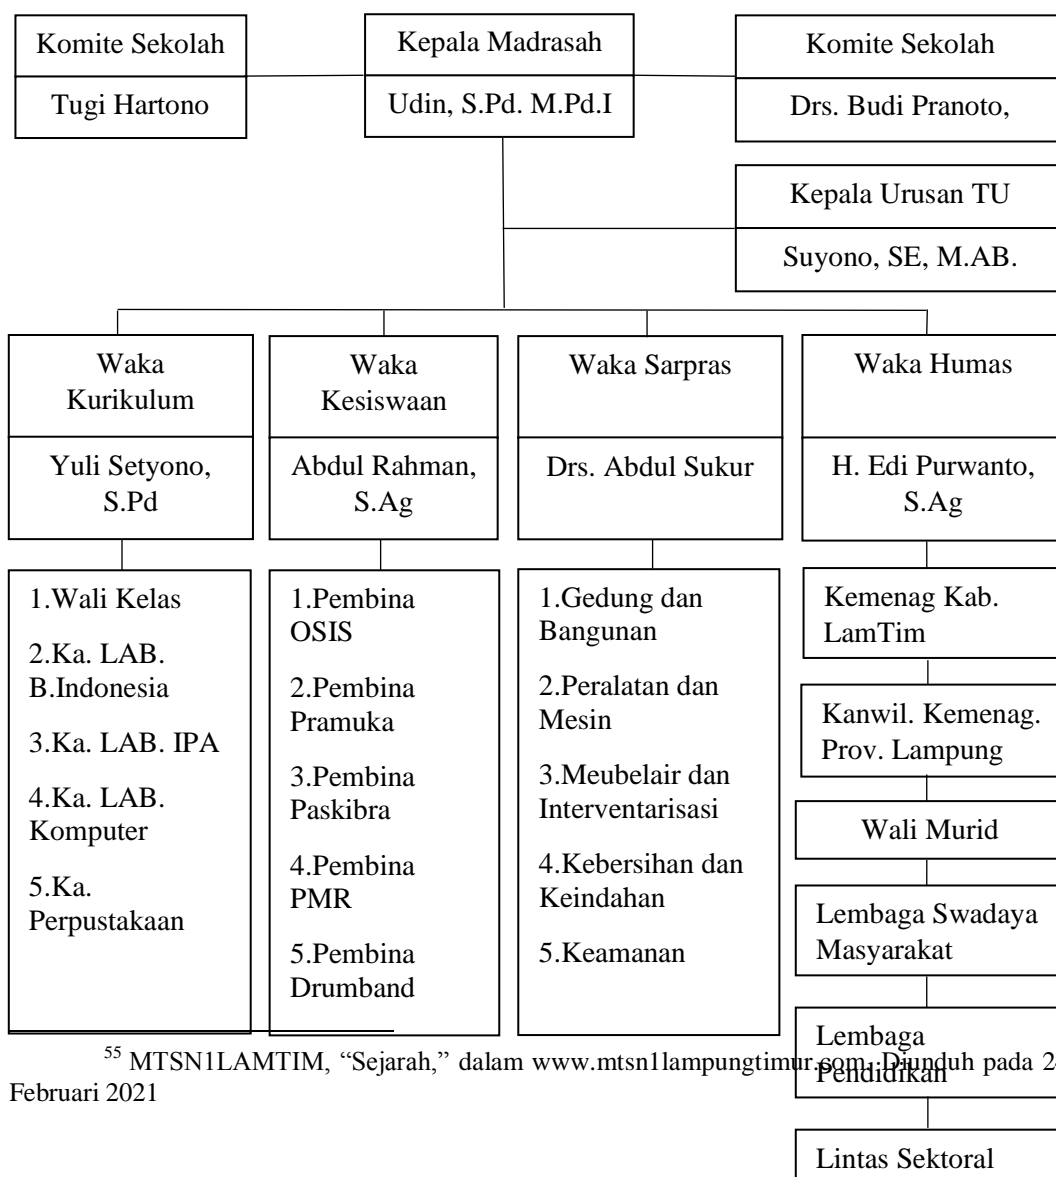 Komite Sekolah
Tugi Hartono
Kepala Madrasah
Udin, S.Pd. M.Pd.I
Komite Sekolah
Drs. Budi Pranoto,
Kepala Urusan TU
Suyono, SE, M.AB.
Waka
Kurikulum
Yuli Setyono,
S.Pd
Waka
Kesiswaan
Abdul Rahman,
S.Ag
Waka Sarpras
Drs. Abdul Sukur
Waka Humas
H. Edi Purwanto,
S.Ag
1.Wali Kelas
2.Ka. LAB.
B.Indonesia
3.Ka. LAB. IPA
4.Ka. LAB.
Komputer
5.Ka.
Perpustakaan
1.Pembina
OSIS
2.Pembina
Pramuka
3.Pembina
Paskibra
4.Pembina
PMR
5.Pembina
Drumband
1.Gedung dan
Bangunan
2.Peralatan dan
Mesin
3.Meubelair dan
Interventarisasi
4.Kebersihan dan
Keindahan
5.Keamanan
Kemenag Kab.
LamTim
Kanwil. Kemenag.
Prov. Lampung
Wali Murid
Lembaga Swadaya
Masyarakat
Lembaga
Pendidikan
Lintas Sektoral
55 MTSN1LAMTIM, “Sejarah,” dalam www.mtsn1lampungtimur.com. Diunduh pada
Februari 2021